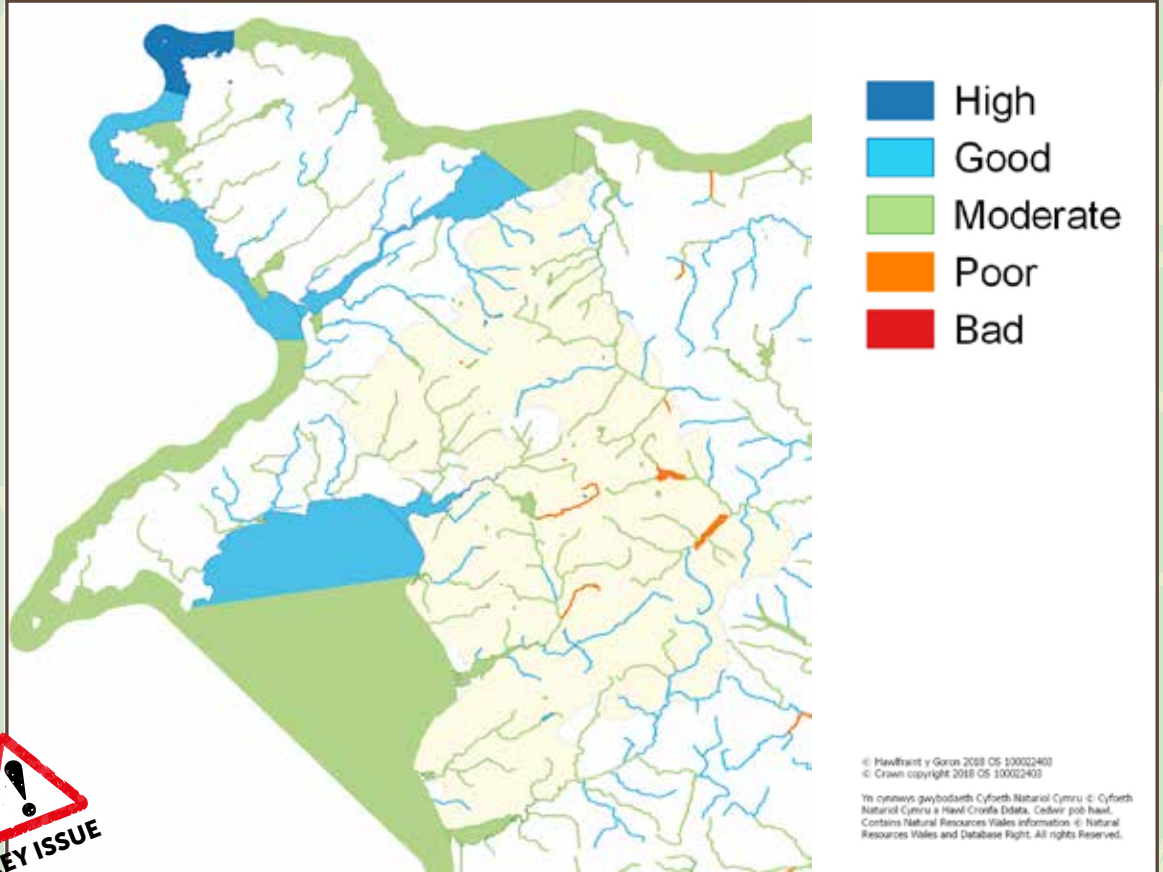 High
Good
Moderate
Poor
Bad
© Hawlfraint y Goron 2018 OS 100022403
© Crown copyright 2018 OS 100022403
Yn cynnwys gwybodaeth Cyfoeth Naturiol Cymru © Cyfoeth
Naturiol Cymru a Hawl Cronfa Ddata. Cedwir pob hawl.
Contains Natural Resources Wales information © Natural
Resources Wales and Database Right. All rights Reserved.
!
EY ISSUE